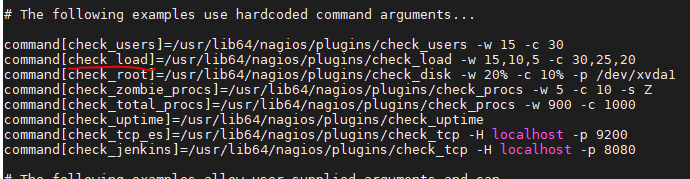 # The following examples use hardcoded command arguments...
command[check_users]=/usr/lib64/nagios/plugins/check_users -w 15 -c 30
command[check_load]=/usr/lib64/nagios/plugins/check_load -w 15,10,5 -c 30,25,20
command[check_root]=/usr/lib64/nagios/plugins/check_disk -w 20% -c 10% -p /dev/xvda1
command[check_zombie_procs]=/usr/lib64/nagios/plugins/check_procs -w 5 -c 10 -s Z
command[check_total_procs]=/usr/lib64/nagios/plugins/check_procs -w 900 -c 1000
command[check_uptime]=/usr/lib64/nagios/plugins/check_uptime
command[check_tcp_es]=/usr/lib64/nagios/plugins/check_tcp -H localhost -p 9200
command[check_jenkins]=/usr/lib64/nagios/plugins/check_tcp -H localhost -p 8080
# The following examples allow user supplied arguments and can